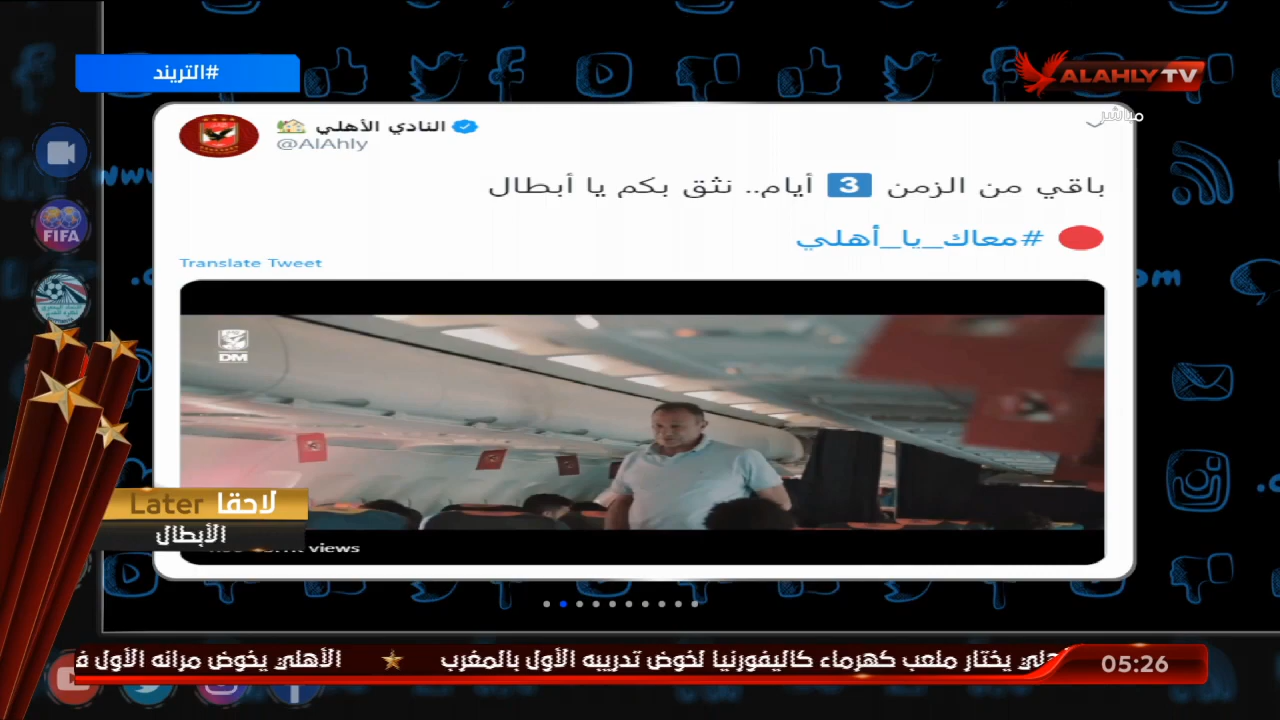 #التريند
ALAHLY TV
مباشر
النادي الأهلي
@AlAhly
باقي من الزمن 3 أيام.. نثق بكم يا أبطال
#معاك_يا_أهلي
Translate Tweet
DM
FIFA
لاحقا Later
الأبطال
views
يختار ملعب كهرماء كاليفورنيا لخوض تدريبه الأول بالمغرب
الأهلي يخوض مرانه الأول
05:26